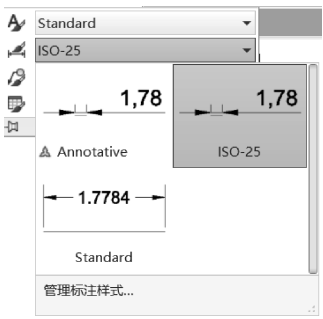 Standard
ISO-25
1,78
1,78
Annotative
ISO-25
1.7784
Standard
管理标注样式...